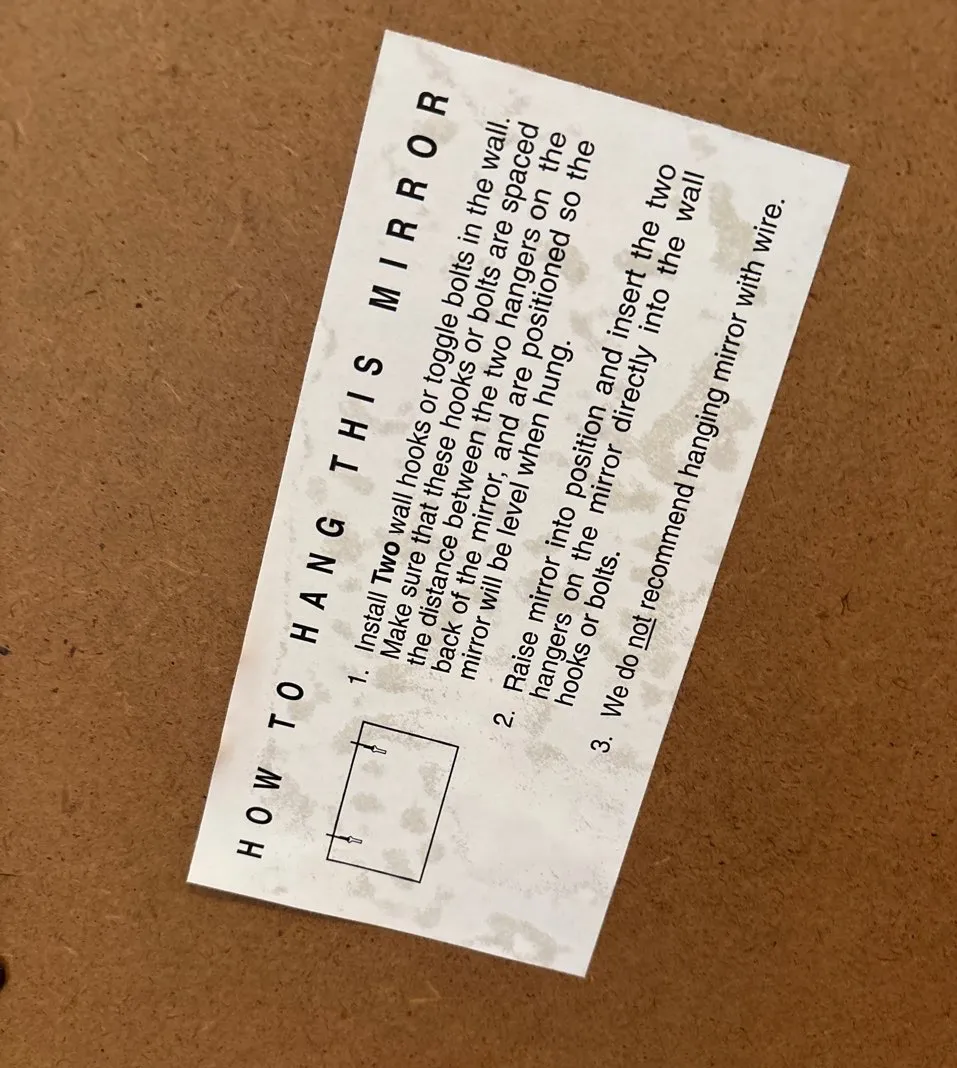 HOW TO HANG THIS MIRROR
1. Install Two wall hooks or toggle bolts in the wall.
Make sure that these hooks or bolts are spaced
the distance between the two hangers on the
back of the mirror, and are positioned so the
mirror will be level when hung.
2. Raise mirror into position and insert the two
hangers on the mirror directly into the wall
hooks or bolts.
3. We do not recommend hanging mirror with wire.